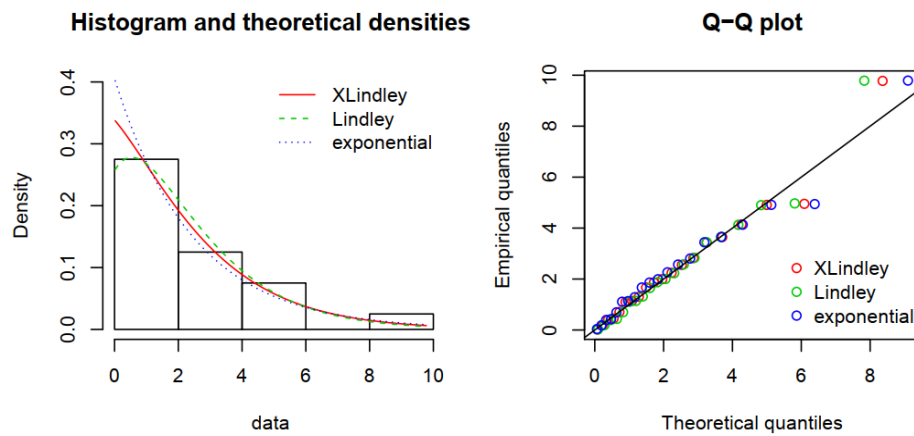 Histogram and theoretical densities
Density
0.0
0.1
0.2
0.3
0.4
XLindley
Lindley
exponential
0 2 4 6 8 10
data
Q−Q plot
Empirical quantiles
0
2
4
6
8
10
XLindley
Lindley
exponential
0 2 4 6 8
Theoretical quantiles